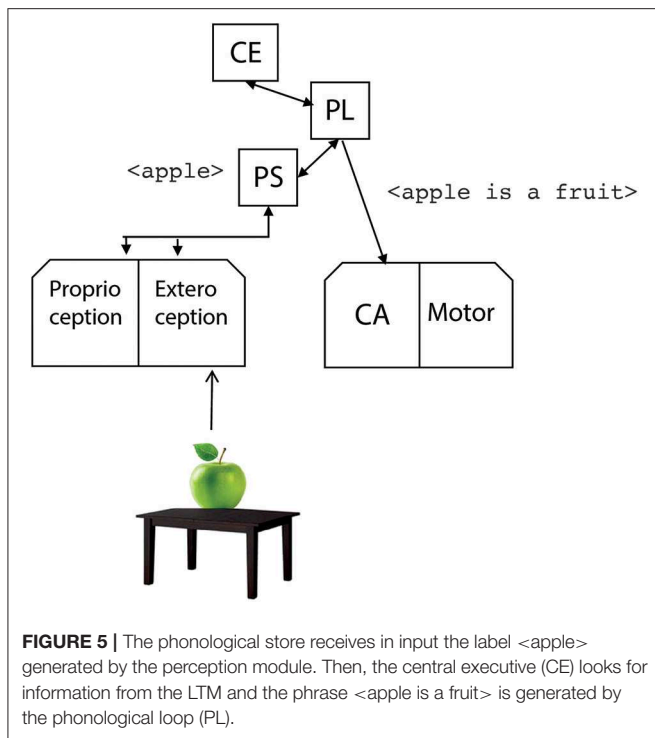 CE
PL
<apple>
PS
<apple is a fruit>
Proprio
ception
Extero
ception
CA
Motor
FIGURE 5 | The phonological store receives in input the label <apple>
generated by the perception module. Then, the central executive (CE) looks for
information from the LTM and the phrase <apple is a fruit> is generated by
the phonological loop (PL).